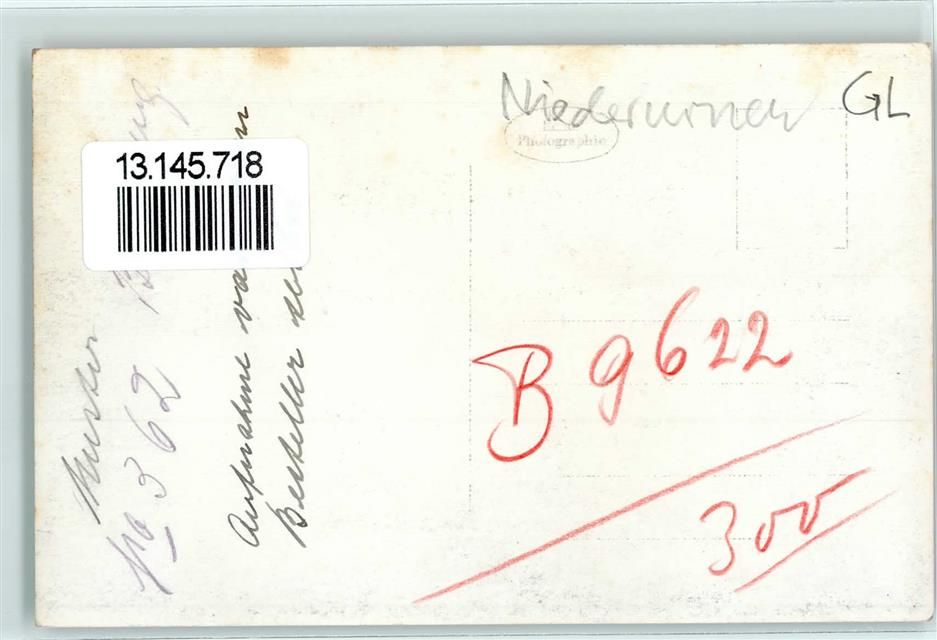 Niederurnen GL
Photographie
13.145.718
B 9622
300
Muster
No 362
Aufnahme
Besteller